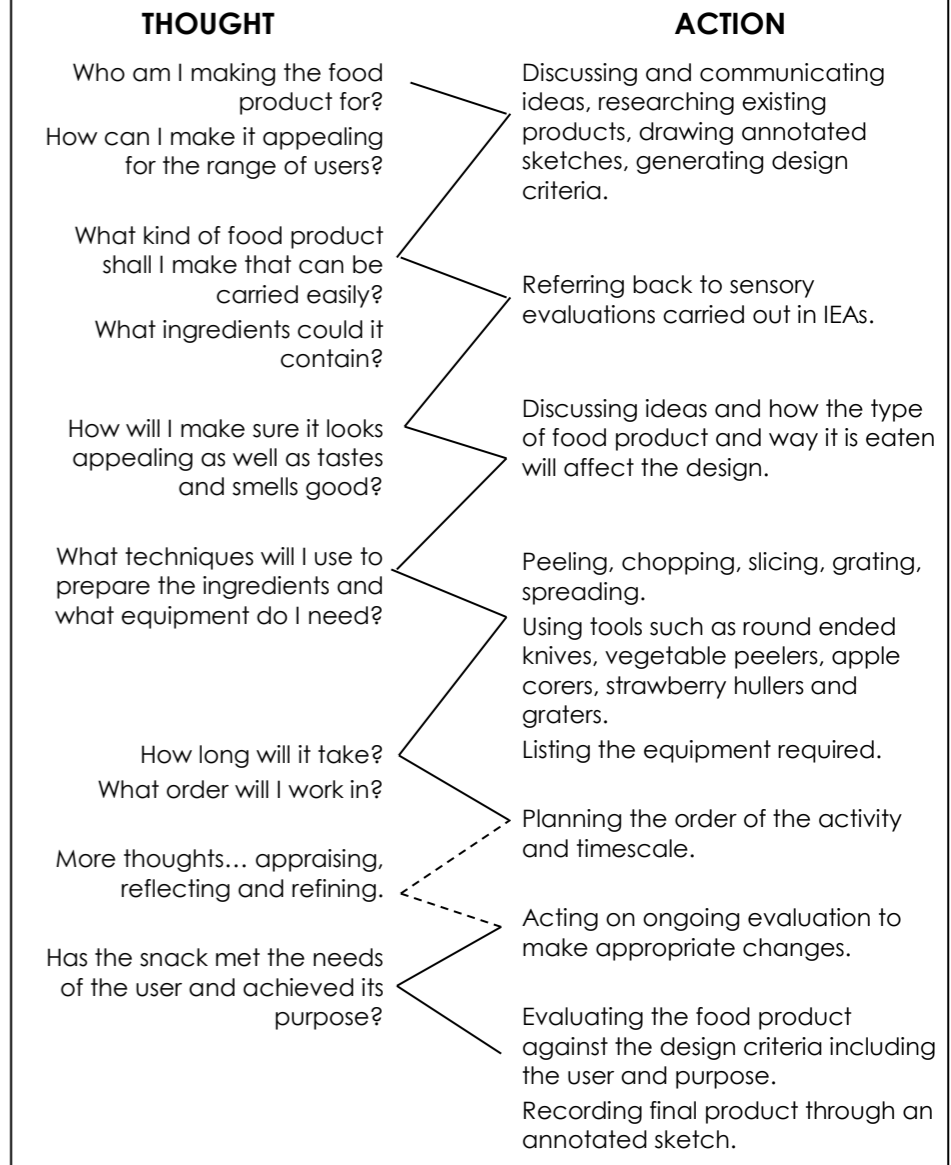 THOUGHT
Who am I making the food
product for?
How can I make it appealing
for the range of users?
What kind of food product
shall I make that can be
carried easily?
What ingredients could it
contain?
How will I make sure it looks
appealing as well as tastes
and smells good?
What techniques will I use to
prepare the ingredients and
what equipment do I need?
How long will it take?
What order will I work in?
More thoughts… appraising,
reflecting and refining.
Has the snack met the needs
of the user and achieved its
purpose?
ACTION
Discussing and communicating
ideas, researching existing
products, drawing annotated
sketches, generating design
criteria.
Referring back to sensory
evaluations carried out in IEAs.
Discussing ideas and how the type
of food product and way it is eaten
will affect the design.
Peeling, chopping, slicing, grating,
spreading.
Using tools such as round ended
knives, vegetable peelers, apple
corers, strawberry hullers and
graters.
Listing the equipment required.
Planning the order of the activity
and timescale.
Acting on ongoing evaluation to
make appropriate changes.
Evaluating the food product
against the design criteria including
the user and purpose.
Recording final product through an
annotated sketch.